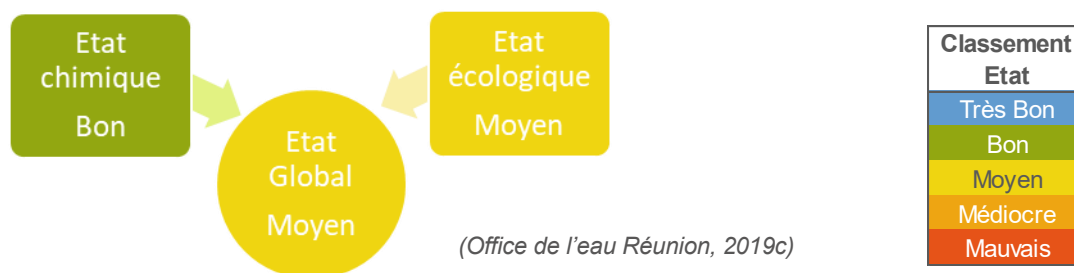 Etat
chimique
Bon
Etat
écologique
Moyen
Etat
Global
Moyen
(Office de l'eau Réunion, 2019c)
Classement
Etat
Très Bon
Bon
Moyen
Médiocre
Mauvais